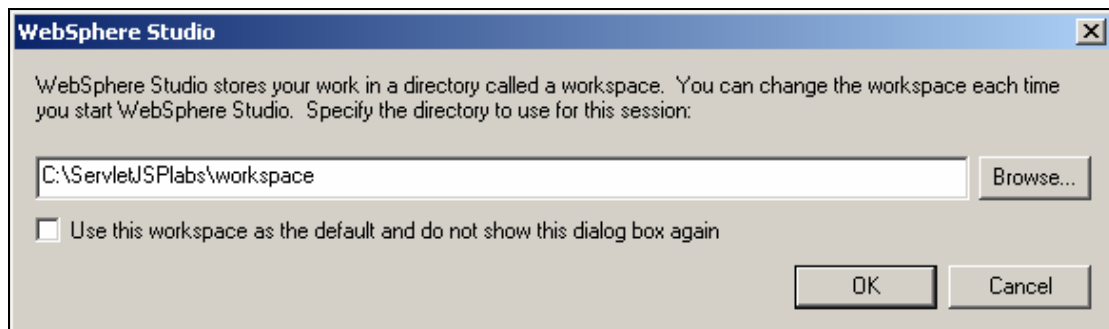 WebSphere Studio
WebSphere Studio stores your work in a directory called a workspace.  You can change the workspace each time
you start WebSphere Studio.  Specify the directory to use for this session:
C:\ServletJSPlabs\workspace
Browse...
Use this workspace as the default and do not show this dialog box again
OK
Cancel